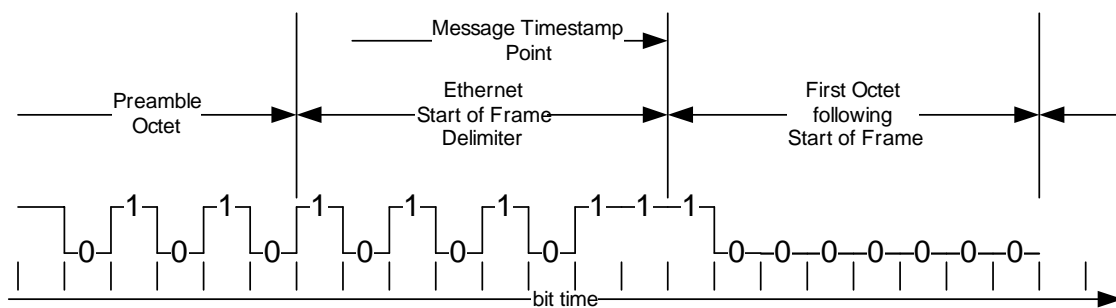 Message Timestamp
Point
Preamble
Octet
Ethernet
Start of Frame
Delimiter
First Octet
following
Start of Frame
0 1 0 1 0 1 0 1 0 1 0 1 1 1 0 0 0 0 0 0 0
bit time